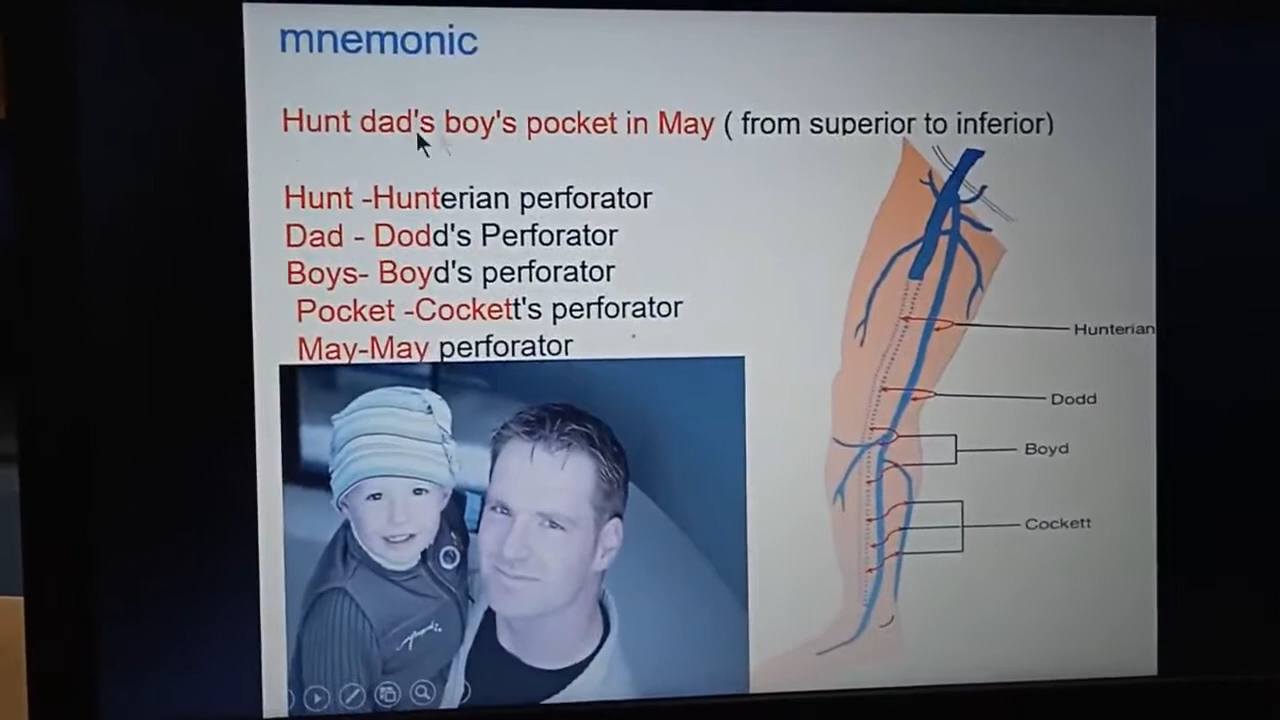 mnemonic
Hunt dad's boy's pocket in May ( from superior to inferior)
Hunt -Hunterian perforator
Dad - Dodd's Perforator
Boys- Boyd's perforator
Pocket -Cockett's perforator
May-May perforator
Hunterian
Dodd
Boyd
Cockett